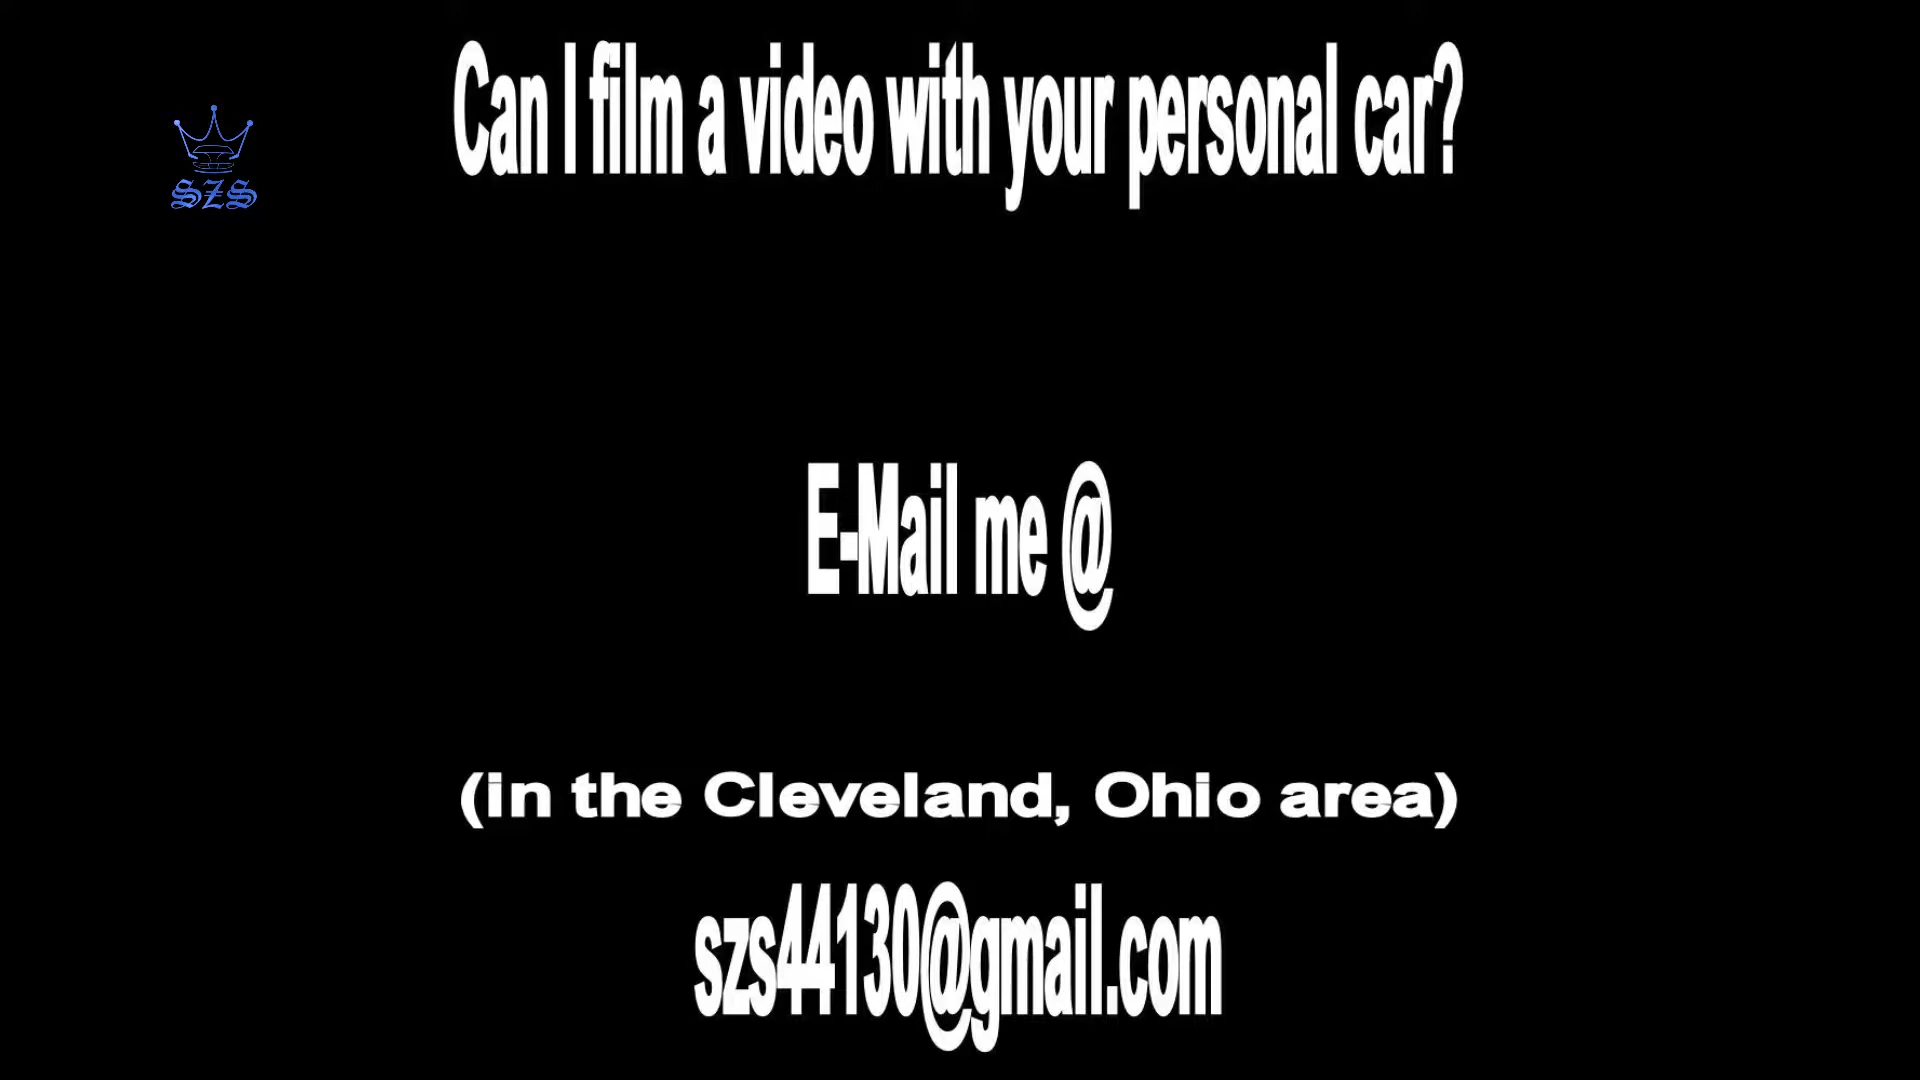 Can I film a video with your personal car?
SZS
E-Mail me @
(in the Cleveland, Ohio area)
szs44130@gmail.com